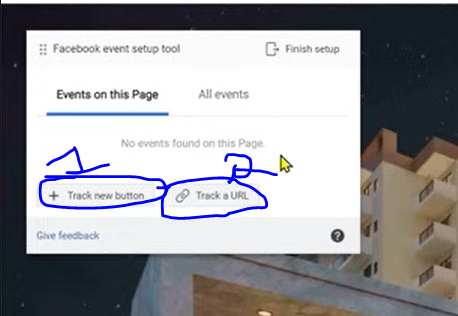 Facebook event setup tool Finish setup
Events on this Page All events
No events found on this Page.
1 2
+ Track new button Track a URL
Give feedback ?